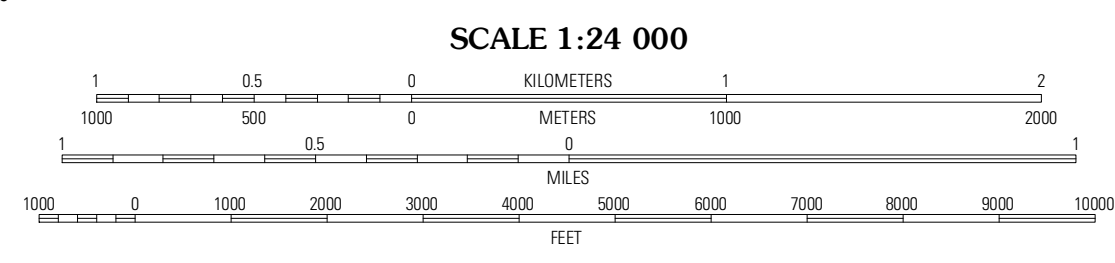 SCALE 1:24 000
1 0.5 0 KILOMETERS 1 2
1000 500 0 METERS 1000 2000
1 0.5 0 1
MILES
1000 0 1000 2000 3000 4000 5000 6000 7000 8000 9000 10000
FEET